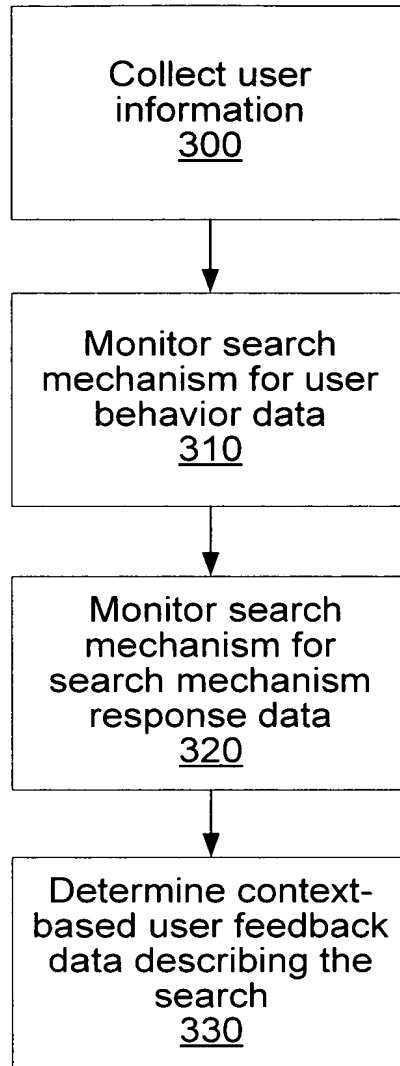 Collect user
information
300
Monitor search
mechanism for user
behavior data
310
Monitor search
mechanism for
search mechanism
response data
320
Determine context-
based user feedback
data describing the
search
330